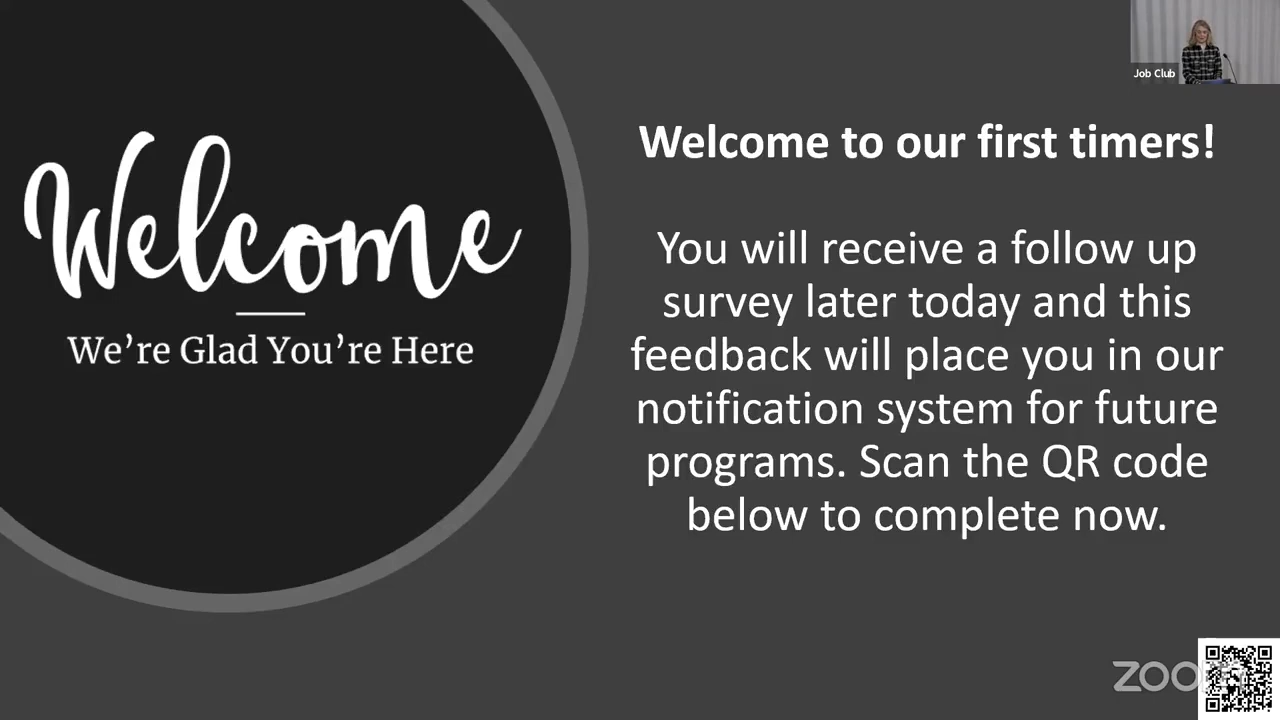 Job Club
Welcome
We're Glad You're Here
Welcome to our first timers!
You will receive a follow up
survey later today and this
feedback will place you in our
notification system for future
programs. Scan the QR code
below to complete now.
zoom